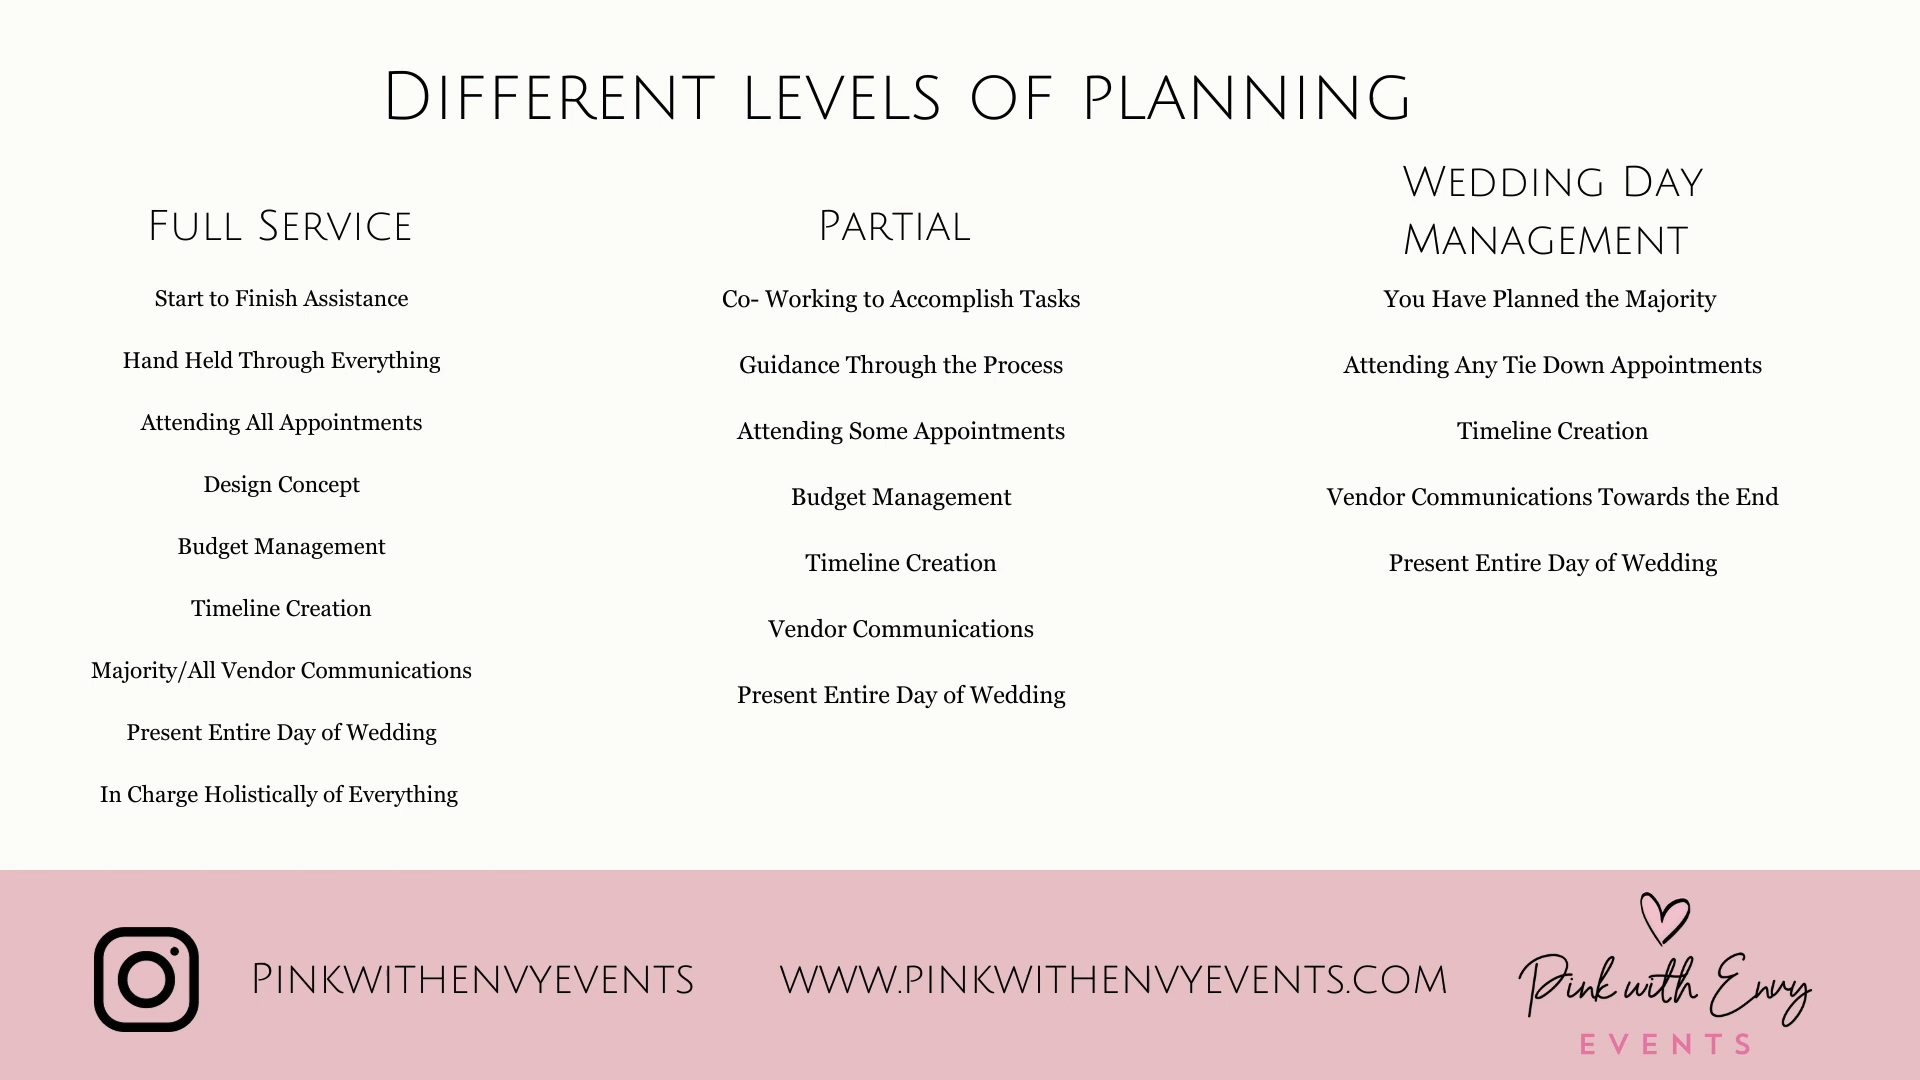 Different levels of planning
Full Service
Start to Finish Assistance
Hand Held Through Everything
Attending All Appointments
Design Concept
Budget Management
Timeline Creation
Majority/All Vendor Communications
Present Entire Day of Wedding
In Charge Holistically of Everything
Partial
Co- Working to Accomplish Tasks
Guidance Through the Process
Attending Some Appointments
Budget Management
Timeline Creation
Vendor Communications
Present Entire Day of Wedding
Wedding Day
Management
You Have Planned the Majority
Attending Any Tie Down Appointments
Timeline Creation
Vendor Communications Towards the End
Present Entire Day of Wedding
Pinkwithenvyevents
www.pinkwithenvyevents.com
Pink with Envy
EVENTS